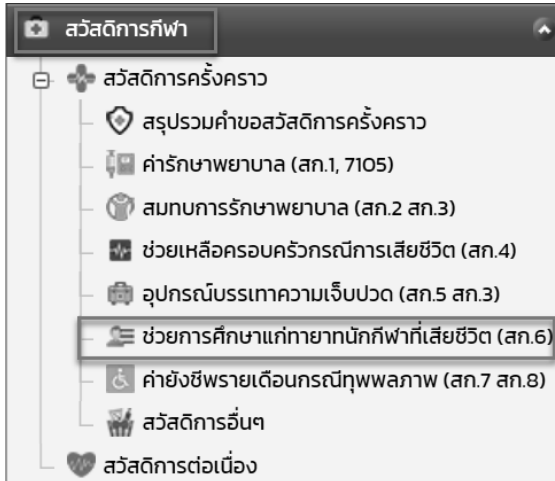 สวัสดิการกีฬา
สวัสดิการครั้งคราว
สรุปรวมคำขอสวัสดิการครั้งคราว
ค่ารักษาพยาบาล (สก.1, 7105)
สมทบการรักษาพยาบาล (สก.2 สก.3)
ช่วยเหลือครอบครัวกรณีการเสียชีวิต (สก.4)
อุปกรณ์บรรเทาความเจ็บปวด (สก.5 สก.3)
ช่วยการศึกษาแก่ทายาทนักกีฬาที่เสียชีวิต (สก.6)
ค่ายังชีพรายเดือนกรณีทุพพลภาพ (สก.7 สก.8)
สวัสดิการอื่นๆ
สวัสดิการต่อเนื่อง